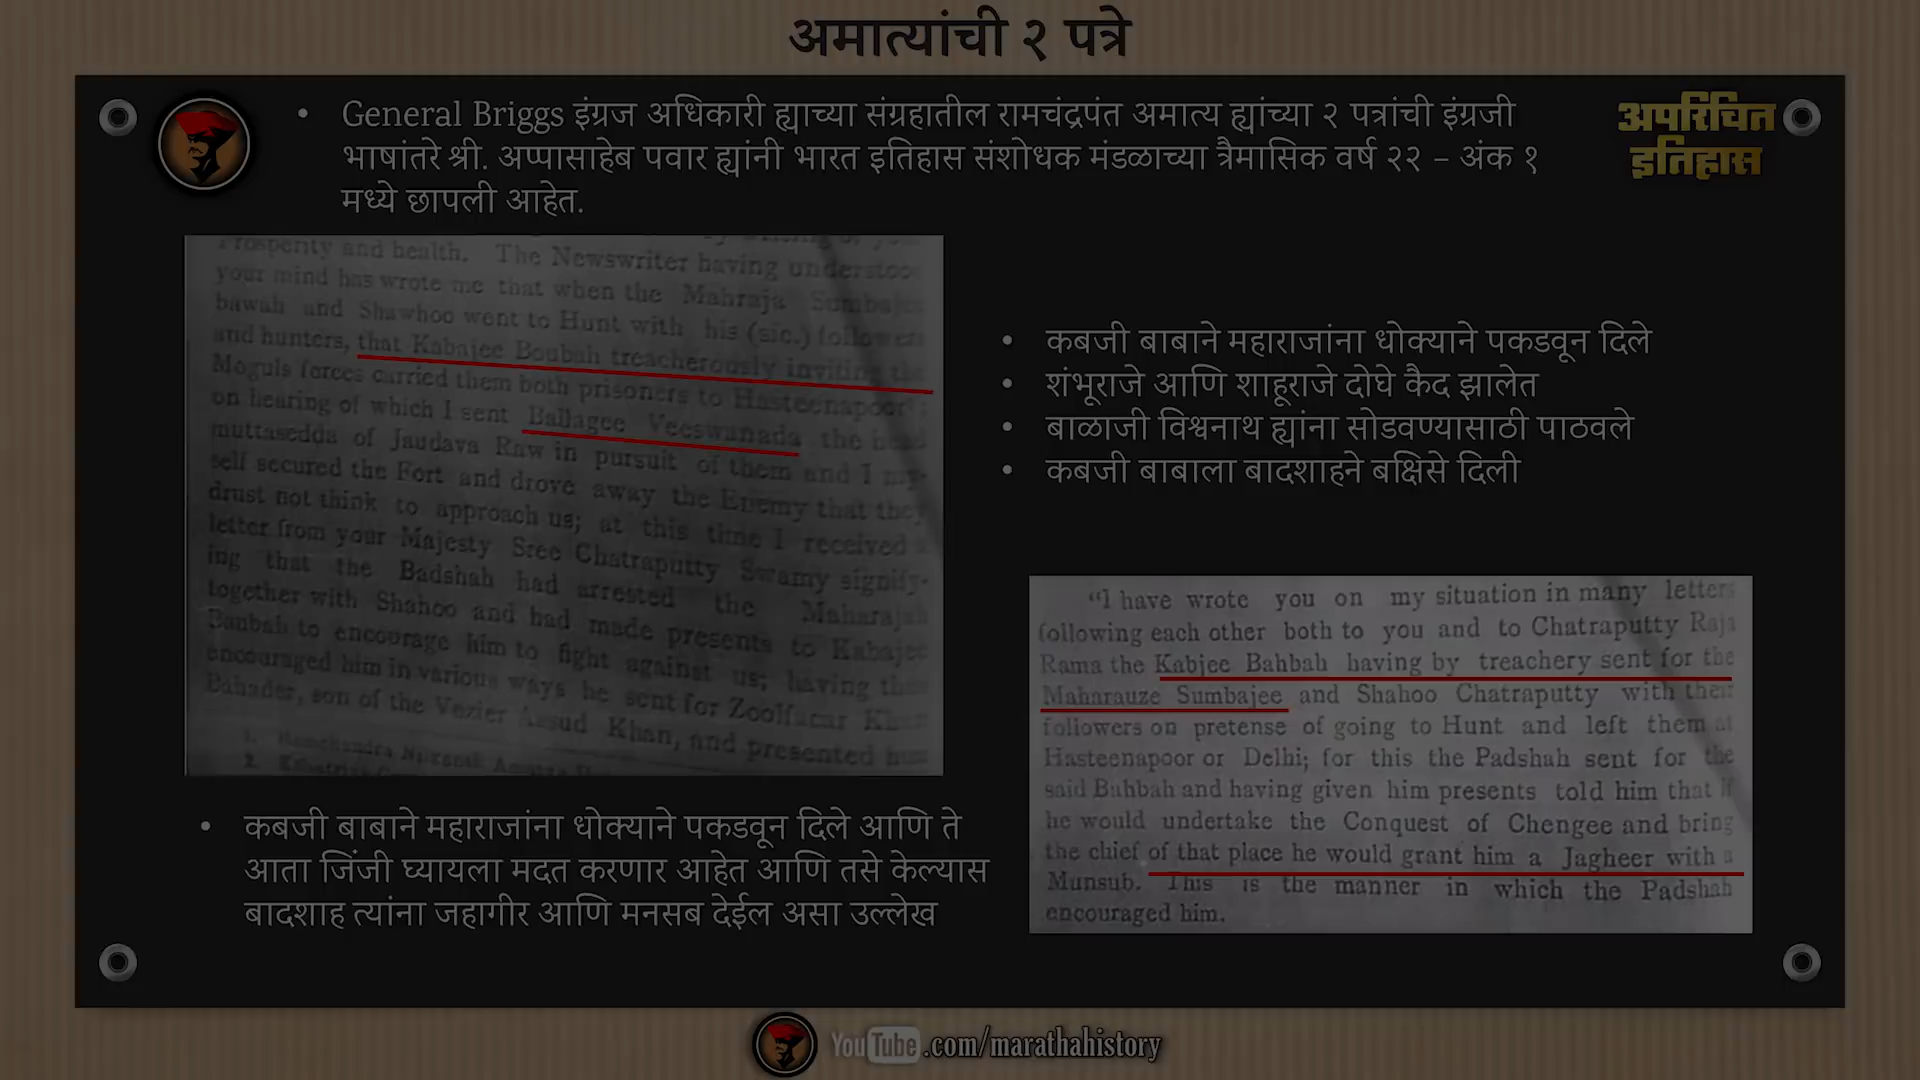 अमात्यांची २ पत्रे
General Briggs इंग्रज अधिकारी ह्याच्या संग्रहातील रामचंद्रपंत अमात्य ह्यांच्या २ पत्रांची इंग्रजी
भाषांतरे श्री. अप्पासाहेब पवार ह्यांनी भारत इतिहास संशोधक मंडळाच्या त्रैमासिक वर्ष २२ – अंक १
मध्ये छापली आहेत.
अपरिचित
इतिहास
Prosperity and health. The Newswriter having understoo
your mind has wrote me that when the Mahraja Sumbajee
bawah and Shawhoo went to Hunt with his (sic.) followers
and hunters, that Kabajee Boubah treacherously inviting the
Moguls forces carried them both prisoners to Hasteenapoor
on hearing of which I sent Ballagee Veeswanada the head
muttasedda of Jaudava Raw in pursuit of them and I my-
self secured the Fort and drove away the Enemy that they
drust not think to approach us; at this time I received a
letter from your Majesty Sree Chatraputty Swamy signify-
ing that the Badshah had arrested the Maharajah
together with Shahoo and had made presents to Kabajee
Baubah to encourage him to fight against us; having thus
encouraged him in various ways he sent for Zoolfucar Khan
Bahader, son of the Vezier Assud Khan, and presented him
कबजी बाबाने महाराजांना धोक्याने पकडवून दिले
शंभूराजे आणि शाहूराजे दोघे कैद झालेत
बाळाजी विश्वनाथ ह्यांना सोडवण्यासाठी पाठवले
कबजी बाबाला बादशाहने बक्षिसे दिली
"I have wrote you on my situation in many letters
following each other both to you and to Chatraputty Raja
Rama the Kabjee Bahbah having by treachery sent for the
Maharauze Sumbajee and Shahoo Chatraputty with their
followers on pretense of going to Hunt and left them at
Hasteenapoor or Delhi; for this the Padshah sent for the
said Bahbah and having given him presents told him that if
he would undertake the Conquest of Chengee and bring
the chief of that place he would grant him a Jagheer with a
Munsub. This is the manner in which the Padshah
encouraged him.
कबजी बाबाने महाराजांना धोक्याने पकडवून दिले आणि ते
आता जिंजी घ्यायला मदत करणार आहेत आणि तसे केल्यास
बादशाह त्यांना जहागीर आणि मनसब देईल असा उल्लेख
YouTube.com/marathahistory